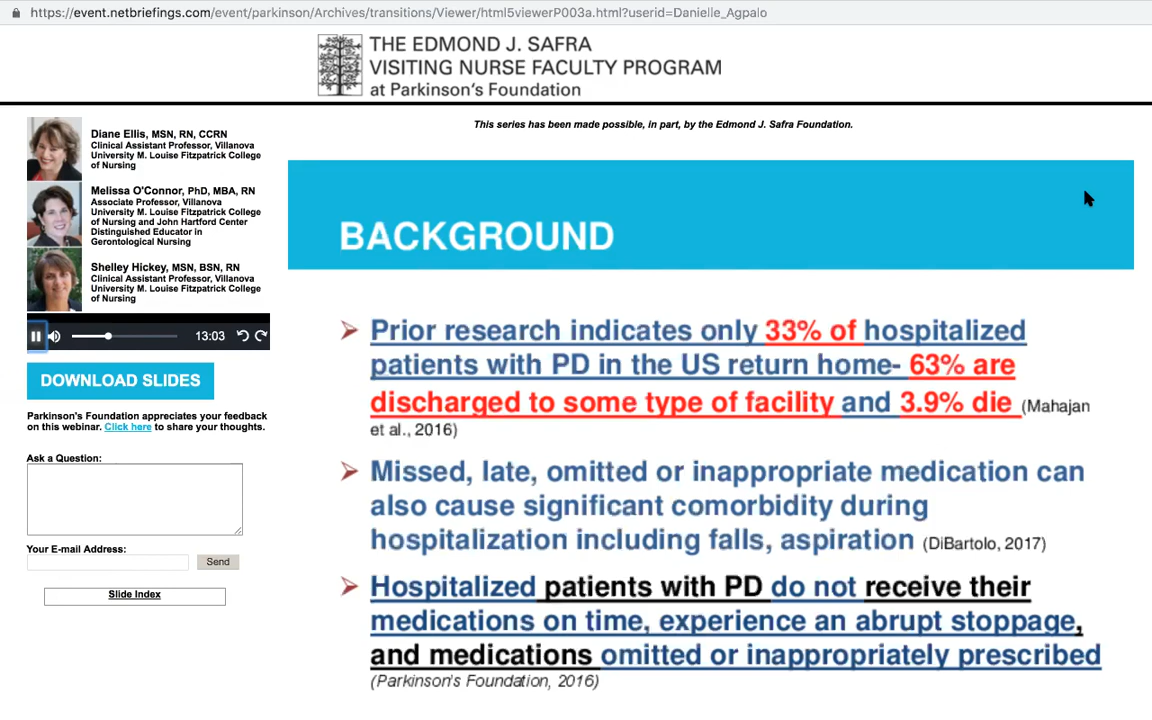 https://event.netbriefings.com/event/parkinson/Archives/transitions/Viewer/html5viewerP003a.html?userid=Danielle_Agpalo
THE EDMOND J. SAFRA
VISITING NURSE FACULTY PROGRAM
at Parkinson's Foundation
This series has been made possible, in part, by the Edmond J. Safra Foundation.
Diane Ellis, MSN, RN, CCRN
Clinical Assistant Professor, Villanova
University M. Louise Fitzpatrick College
of Nursing
Melissa O'Connor, PhD, MBA, RN
Associate Professor, Villanova
University M. Louise Fitzpatrick College
of Nursing and John Hartford Center
Distinguished Educator in
Gerontological Nursing
Shelley Hickey, MSN, BSN, RN
Clinical Assistant Professor, Villanova
University M. Louise Fitzpatrick College
of Nursing
13:03
DOWNLOAD SLIDES
Parkinson's Foundation appreciates your feedback
on this webinar. Click here to share your thoughts.
Ask a Question:
Your E-mail Address:
Send
Slide Index
BACKGROUND
Prior research indicates only 33% of hospitalized
patients with PD in the US return home- 63% are
discharged to some type of facility and 3.9% die (Mahajan
et al., 2016)
Missed, late, omitted or inappropriate medication can
also cause significant comorbidity during
hospitalization including falls, aspiration (DiBartolo, 2017)
Hospitalized patients with PD do not receive their
medications on time, experience an abrupt stoppage,
and medications omitted or inappropriately prescribed
(Parkinson's Foundation, 2016)